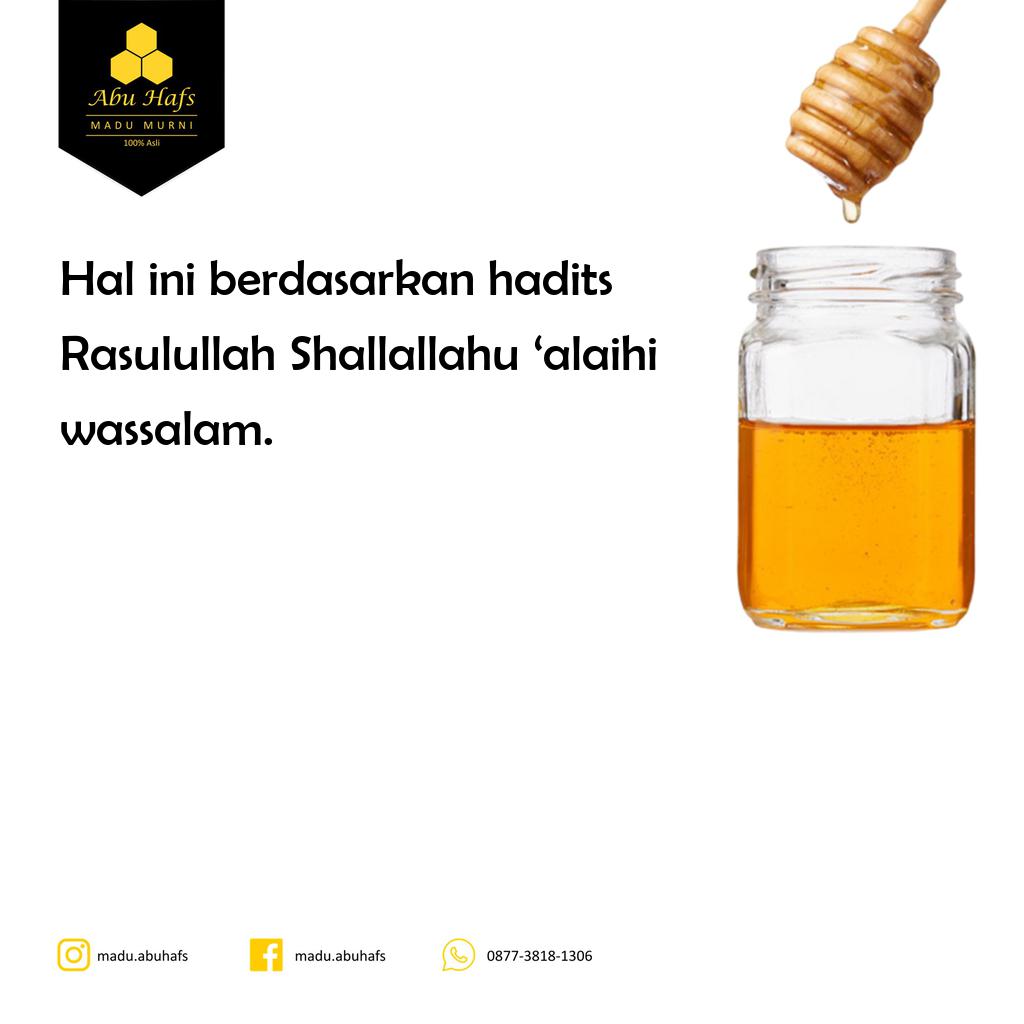 Abu Hafs
MADU MURNI
100% Asli
Hal ini berdasarkan hadits
Rasulullah Shallallahu ‘alaihi
wassalam.
madu.abuhafs
madu.abuhafs
0877-3818-1306